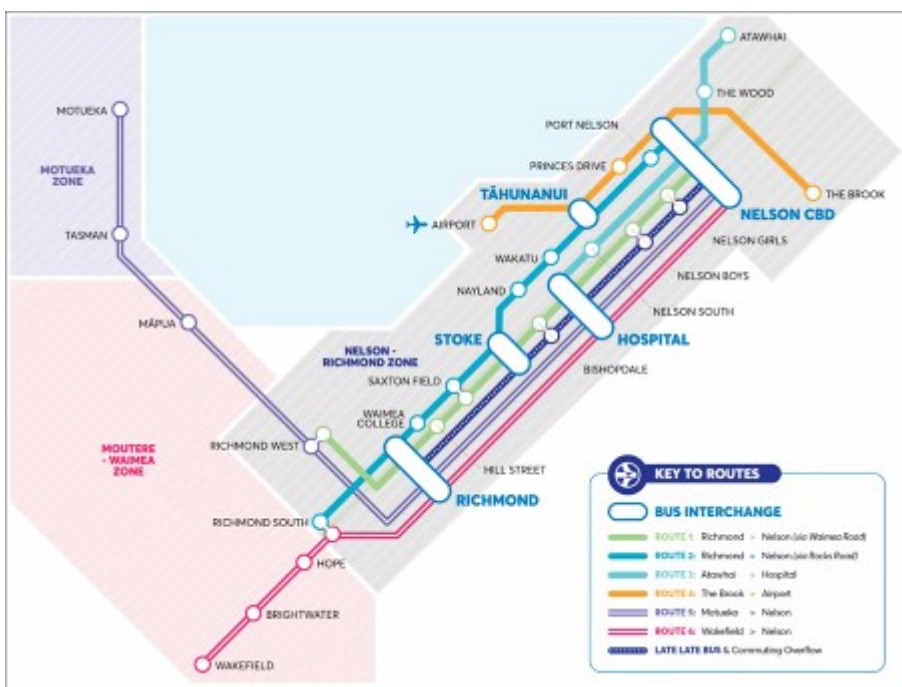 ATAWHAI
THE WOOD
MOTUEKA
PORT NELSON
MOTUEKA
ZONE
PRINCES DRIVE
TĀHUNANUI
THE BROOK
NELSON CBD
AIRPORT
TASMAN
WAKATU
NELSON GIRLS
NELSON BOYS
NAYLAND
NELSON SOUTH
MĀPUA
STOKE
HOSPITAL
NELSON -
RICHMOND ZONE
BISHOPDALE
SAXTON FIELD
WAIMEA
COLLEGE
RICHMOND WEST
MOUTERE
- WAIMEA
ZONE
HILL STREET
RICHMOND
RICHMOND SOUTH
HOPE
BRIGHTWATER
WAKEFIELD
KEY TO ROUTES
BUS INTERCHANGE
ROUTE 1: Richmond > Nelson (via Waimea Road)
ROUTE 2: Richmond > Nelson (via Rocks Road)
ROUTE 3: Atawhai > Hospital
ROUTE 4: The Brook > Airport
ROUTE 5: Motueka > Nelson
ROUTE 6: Wakefield > Nelson
LATE LATE BUS & Commuting Overflow